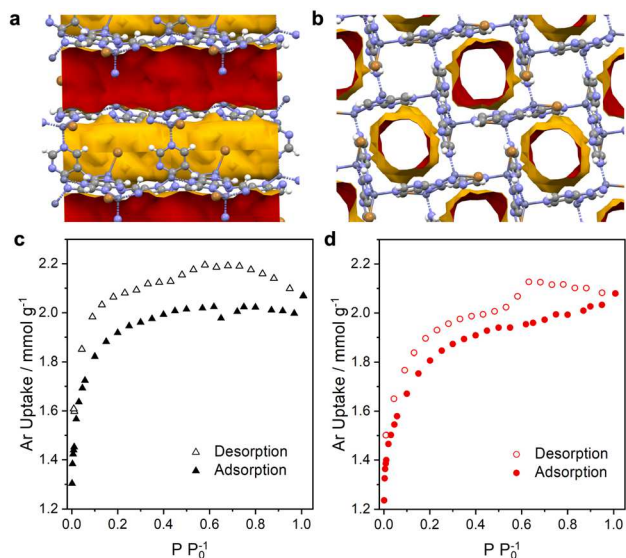 a
b
c
d
Ar Uptake / mmol g⁻¹
2.2
2.0
1.8
1.6
1.4
1.2
△ Desorption
▲ Adsorption
0.0 0.2 0.4 0.6 0.8 1.0
P P₀⁻¹
Ar Uptake / mmol g⁻¹
2.2
2.0
1.8
1.6
1.4
1.2
○ Desorption
● Adsorption
0.0 0.2 0.4 0.6 0.8 1.0
P P₀⁻¹